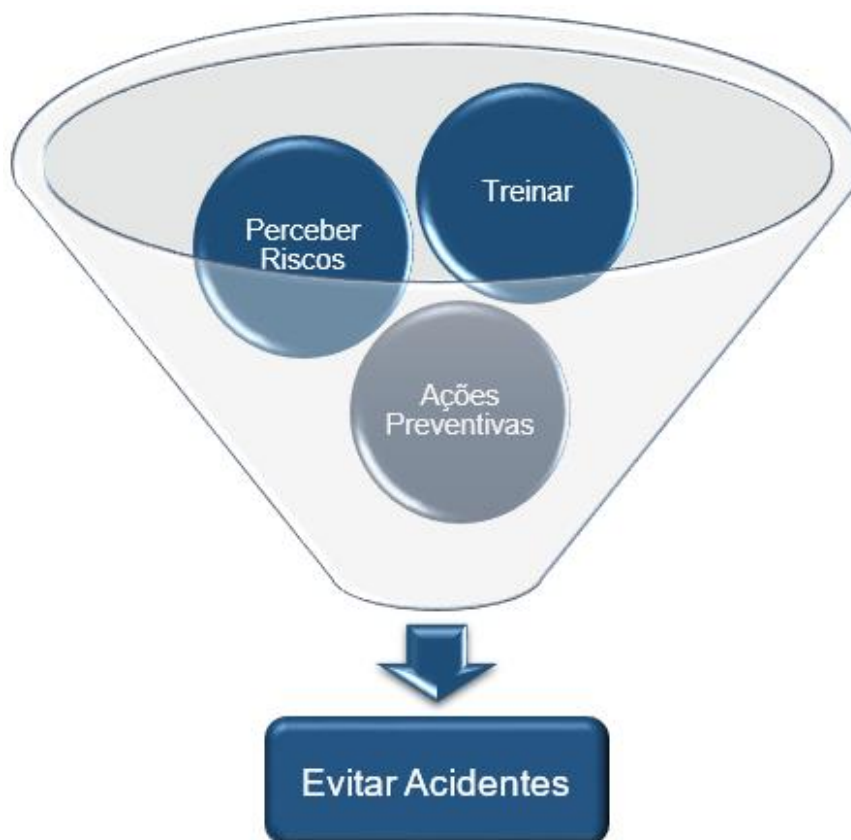 Treinar
Perceber
Riscos
Ações
Preventivas
Evitar Acidentes